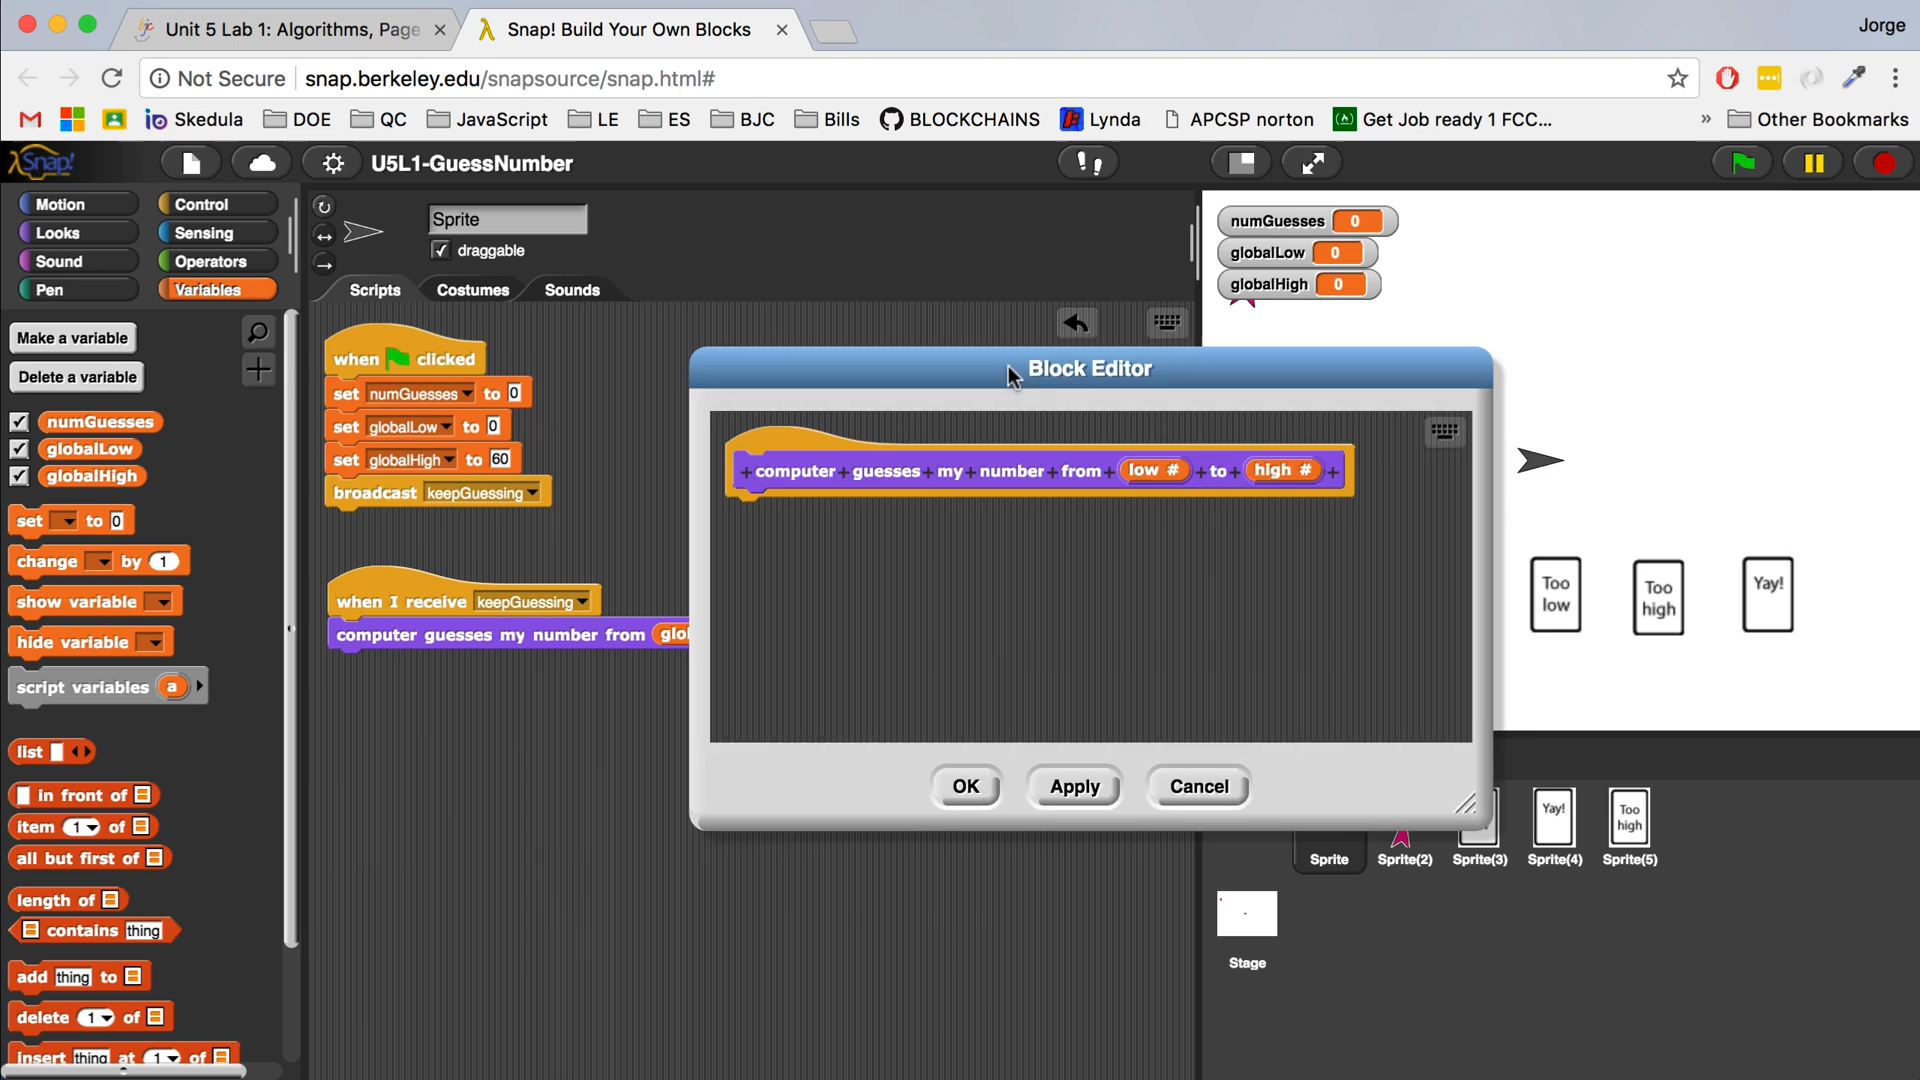 Unit 5 Lab 1: Algorithms, Page
Snap! Build Your Own Blocks
Jorge
Not Secure
snap.berkeley.edu/snapsource/snap.html#
Skedula
DOE
QC
JavaScript
LE
ES
BJC
Bills
BLOCKCHAINS
Lynda
APCSP norton
Get Job ready 1 FCC...
»
Other Bookmarks
Snap!
U5L1-GuessNumber
Motion
Control
Looks
Sensing
Sound
Operators
Pen
Variables
Make a variable
Delete a variable
numGuesses
globalLow
globalHigh
set to 0
change by 1
show variable
hide variable
script variables a
list
in front of
item 1 of
all but first of
length of
contains thing
add thing to
delete 1 of
insert thing at 1 of
Sprite
draggable
Scripts
Costumes
Sounds
when clicked
set numGuesses to 0
set globalLow to 0
set globalHigh to 60
broadcast keepGuessing
when I receive keepGuessing
computer guesses my number from glo
Block Editor
+ computer + guesses + my + number + from + low # + to + high # +
OK
Apply
Cancel
numGuesses 0
globalLow 0
globalHigh 0
Too
low
Too
high
Yay!
Yay!
Too
high
Sprite
Sprite(2)
Sprite(3)
Sprite(4)
Sprite(5)
Stage